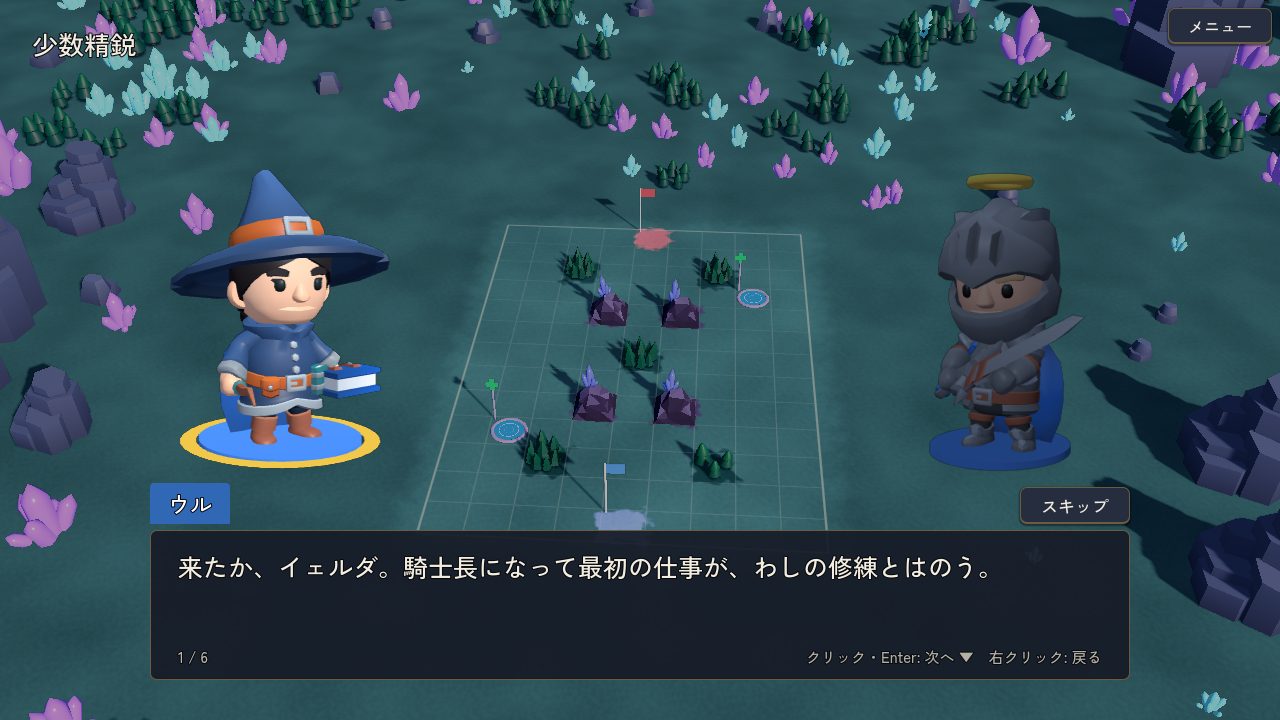 少数精鋭
メニュー
ウル
スキップ
来たか、イェルダ。騎士長になって最初の仕事が、わしの修練とはのう。
1 / 6
クリック・Enter: 次へ ▼ 右クリック: 戻る